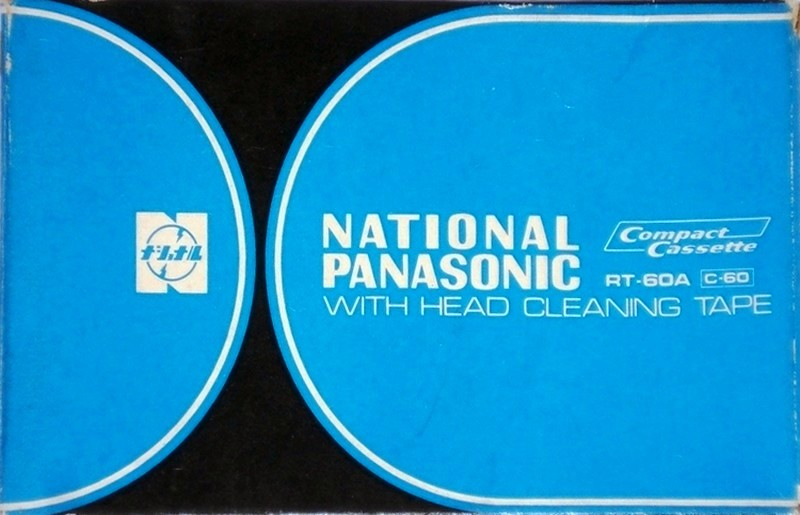 ナショナル
NATIONAL
PANASONIC
WITH HEAD CLEANING TAPE
Compact
Cassette
RT-60A C-60